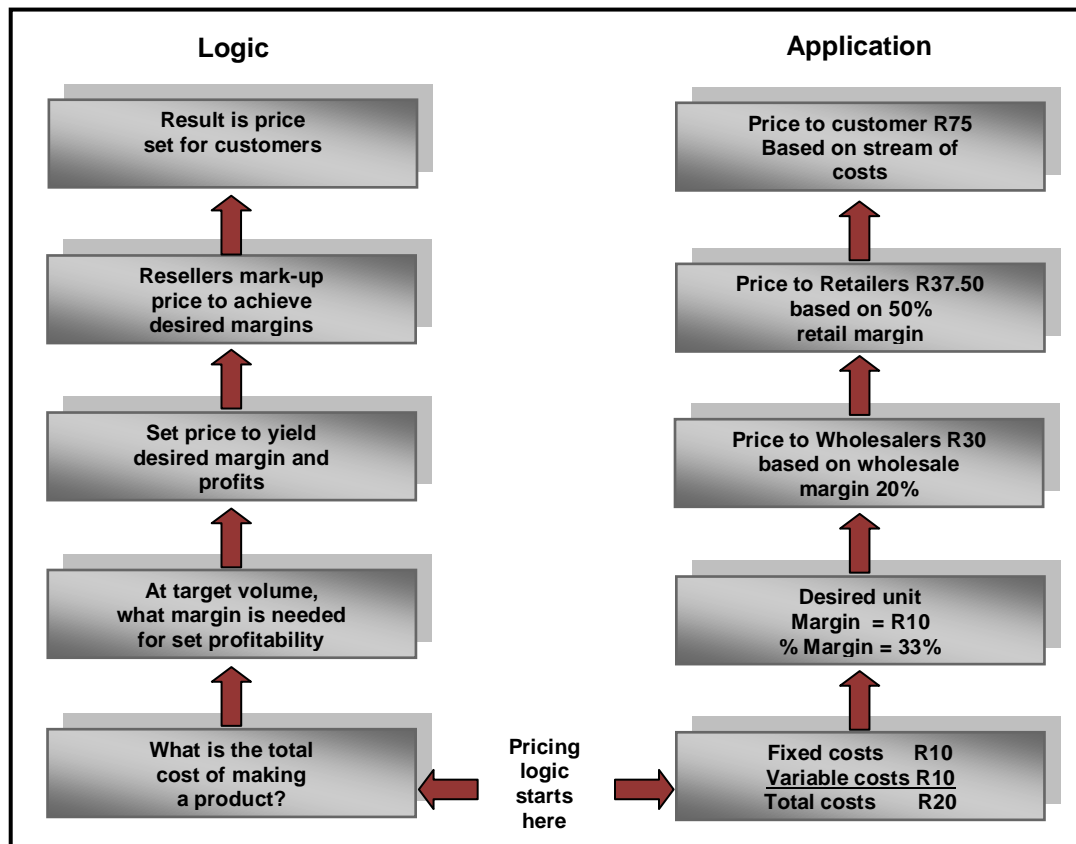 Logic
Result is price
set for customers
Resellers mark-up
price to achieve
desired margins
Set price to yield
desired margin and
profits
At target volume,
what margin is needed
for set profitability
What is the total
cost of making
a product?
Pricing
logic
starts
here
Application
Price to customer R75
Based on stream of
costs
Price to Retailers R37.50
based on 50%
retail margin
Price to Wholesalers R30
based on wholesale
margin 20%
Desired unit
Margin = R10
% Margin = 33%
Fixed costs R10
Variable costs R10
Total costs R20